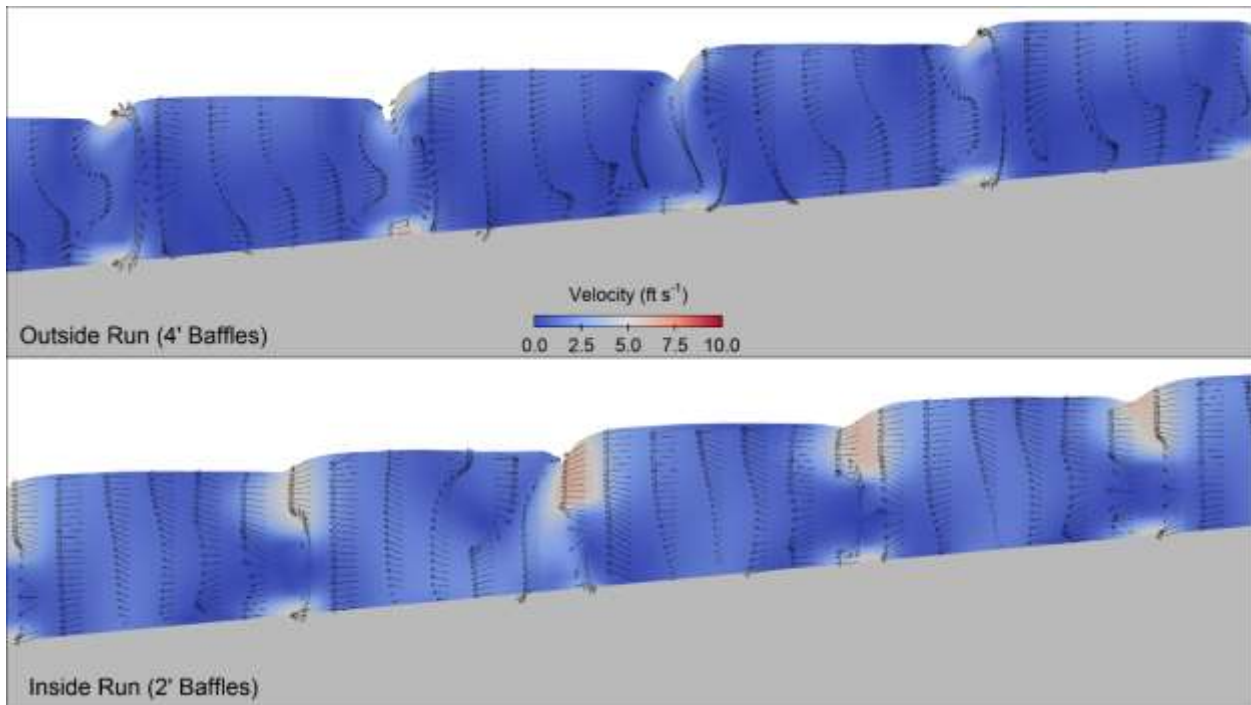 Velocity (ft s-1)
0.0 2.5 5.0 7.5 10.0
Outside Run (4' Baffles)
Inside Run (2' Baffles)